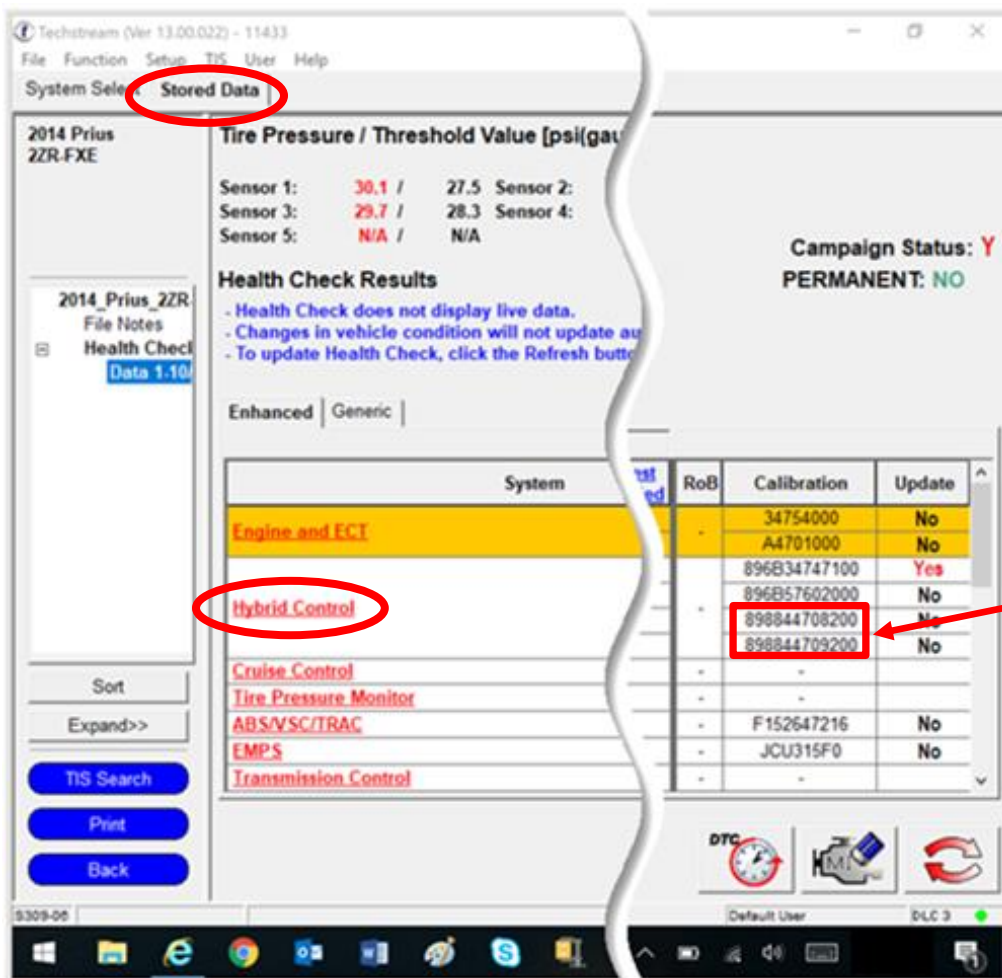 Techstream (Ver 13.00.022) - 11433
File Function Setup TIS User Help
System Select Stored Data
2014 Prius
2ZR-FXE
Tire Pressure / Threshold Value [psi(gau
Sensor 1: 30.1 / 27.5 Sensor 2:
Sensor 3: 29.7 / 28.3 Sensor 4:
Sensor 5: N/A / N/A
Campaign Status: Y
PERMANENT: NO
Health Check Results
- Health Check does not display live data.
- Changes in vehicle condition will not update au
- To update Health Check, click the Refresh butto
2014_Prius_2ZR-
File Notes
Health Check
Data 1-10/
Enhanced Generic
System RoB Calibration Update
Engine and ECT - 34754000 No
A4701000 No
896B34747100 Yes
896B57602000 No
Hybrid Control - 898844708200 No
898844709200 No
Cruise Control - -
Tire Pressure Monitor - -
ABS/VSC/TRAC - F152647216 No
EMPS - JCU315F0 No
Transmission Control - -
Sort
Expand>>
TIS Search
Print
Back
DTC
S309-06 Default User DLC 3